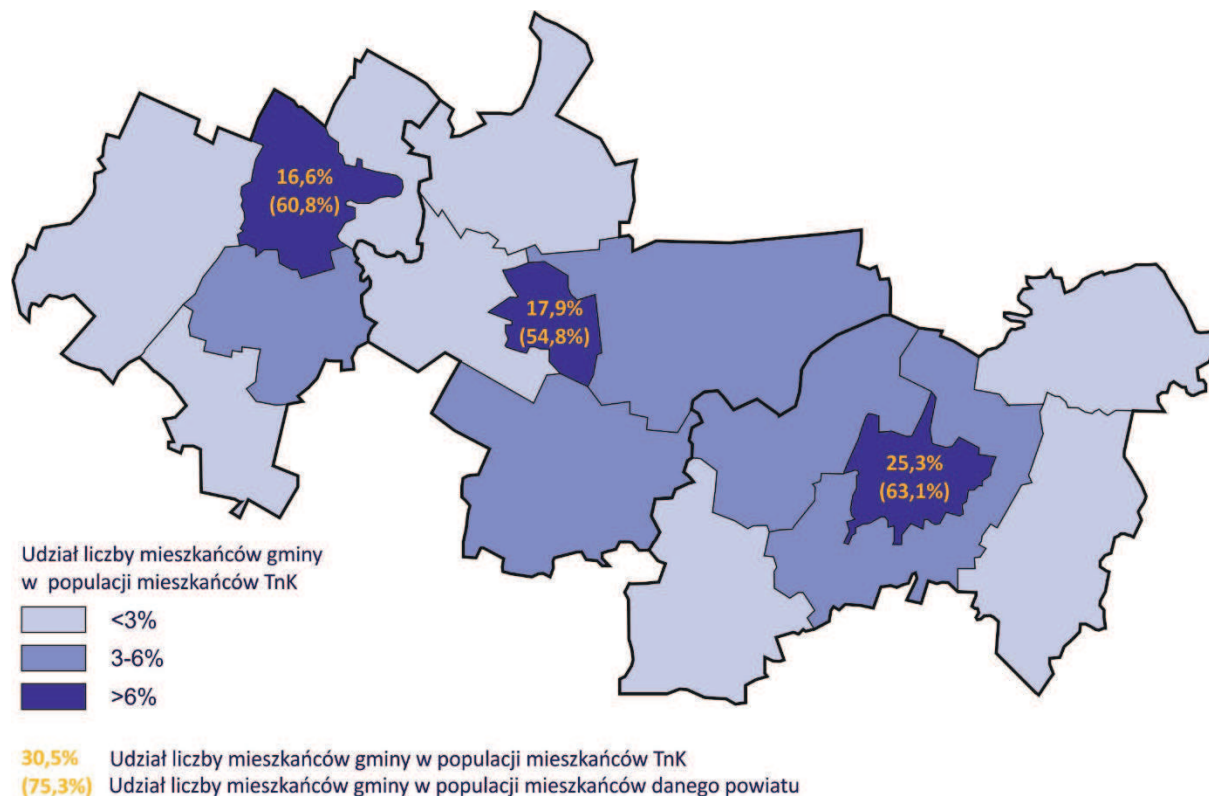 16,6%
(60,8%)
17,9%
(54,8%)
25,3%
(63,1%)
Udział liczby mieszkańców gminy
w populacji mieszkańców TnK
<3%
3-6%
>6%
30,5% Udział liczby mieszkańców gminy w populacji mieszkańców TnK
(75,3%) Udział liczby mieszkańców gminy w populacji mieszkańców danego powiatu